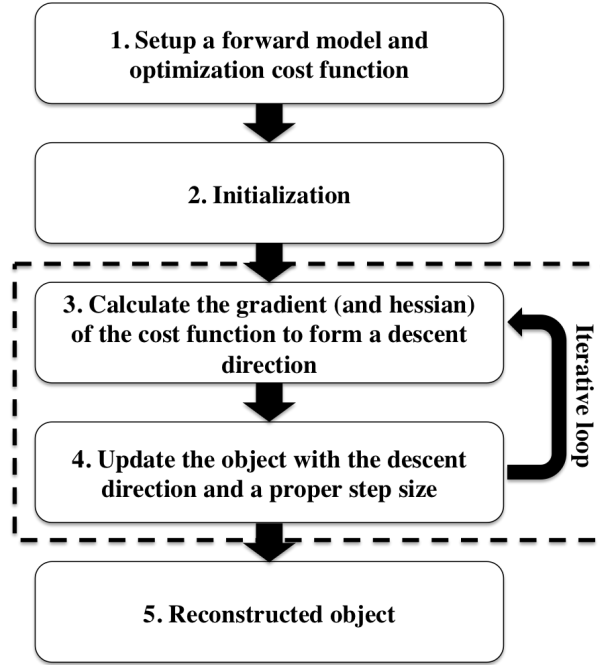 1. Setup a forward model and
optimization cost function
2. Initialization
3. Calculate the gradient (and hessian)
of the cost function to form a descent
direction
Iterative loop
4. Update the object with the descent
direction and a proper step size
5. Reconstructed object